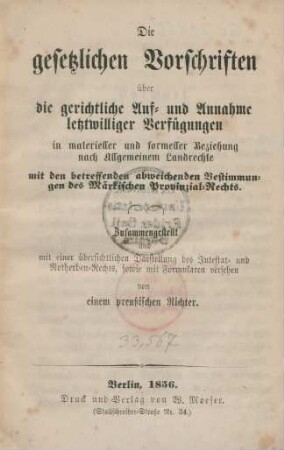 Die
gesetzlichen Vorschriften
über
die gerichtliche Auf- und Annahme
letztwilliger Verfügungen
in materieller und formeller Beziehung
nach Allgemeinem Landrechte
mit den betreffenden abweichenden Bestimmun-
gen des Märkischen Provinzial-Rechts.
Zusammengestellt
mit einer übersichtlichen Darstellung des Intestat- und
Notherben-Rechts, sowie mit Formularen versehen
von
einem preußischen Richter.
33,567
Berlin, 1856.
Druck und Verlag von W. Moeser.
(Stallschreiber-Straße Nr. 34.)